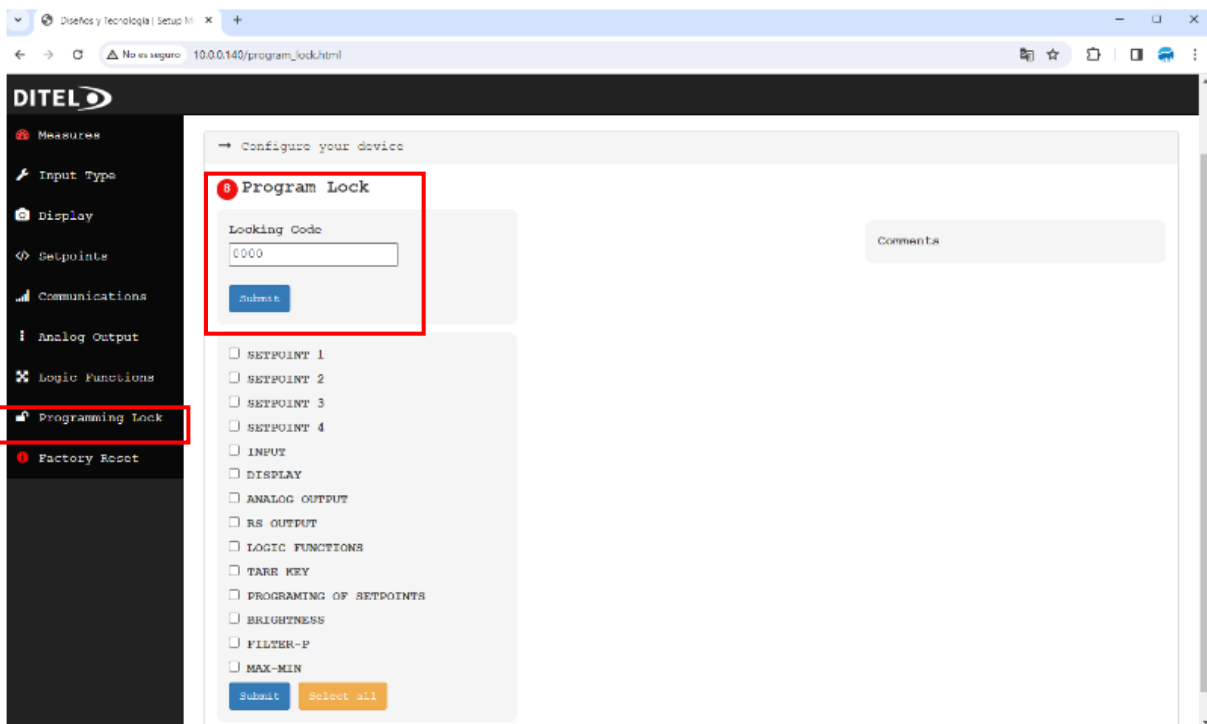 Diseños y Tecnología | Setup M
No es seguro 10.0.0.140/program_lock.html
DITEL
Measures
Input Type
Display
Setpoints
Communications
Analog Output
Logic Functions
Programming Lock
Factory Reset
→ Configure your device
8 Program Lock
Looking Code
0000
Submit
Comments
SETPOINT 1
SETPOINT 2
SETPOINT 3
SETPOINT 4
INPUT
DISPLAY
ANALOG OUTPUT
RS OUTPUT
LOGIC FUNCTIONS
TARE KEY
PROGRAMING OF SETPOINTS
BRIGHTNESS
FILTER-P
MAX-MIN
Submit Select all